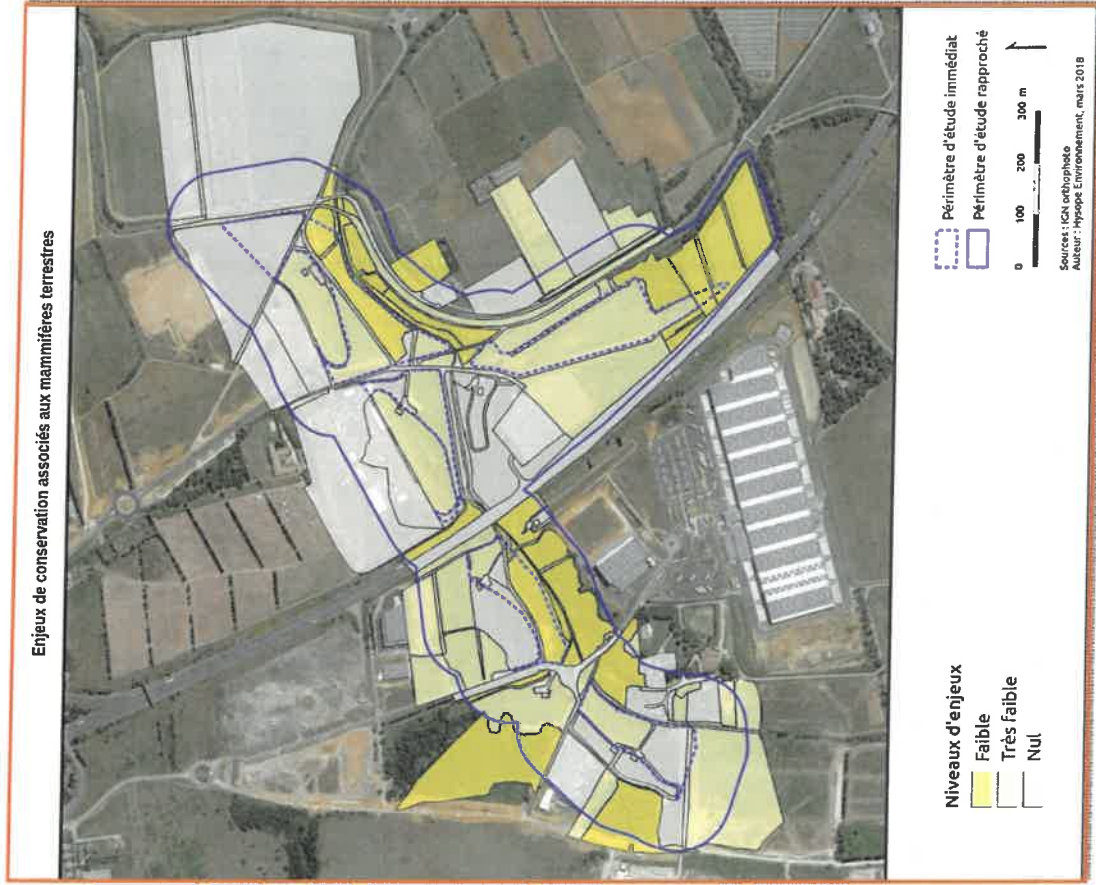 Enjeux de conservation associés aux mammifères terrestres
Niveaux d'enjeux
Faible
Très faible
Nul
Périmètre d'étude immédiat
Périmètre d'étude rapproché
0 100 200 300 m
Sources : IGN orthophoto
Auteur : Hysope Environnement, mars 2018